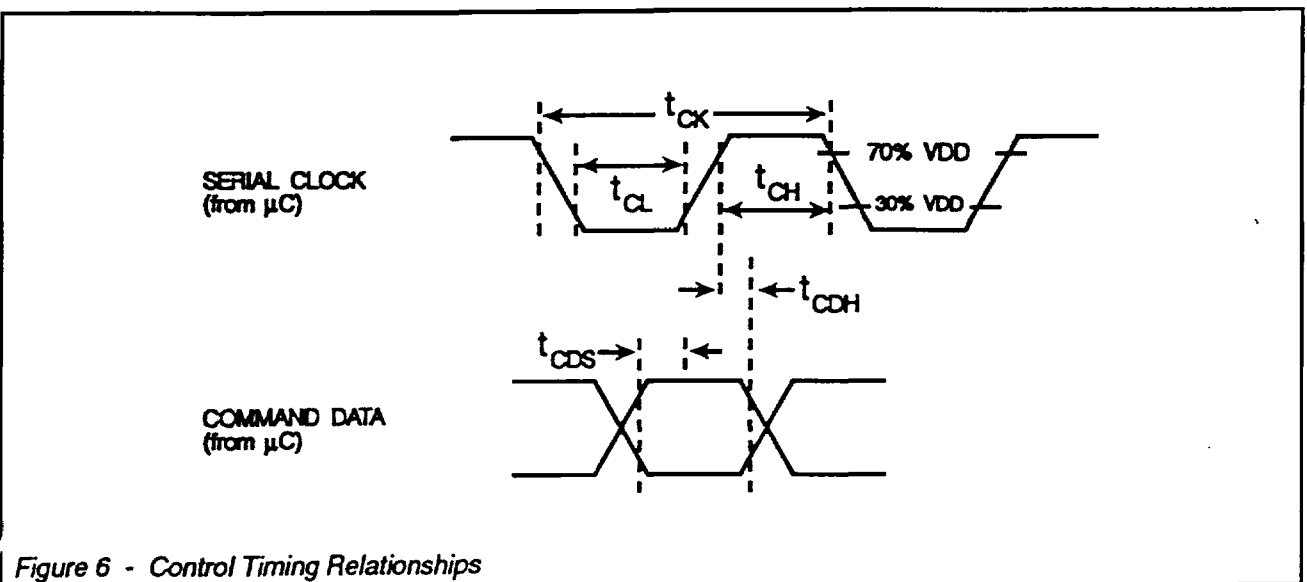 tCK
SERIAL CLOCK
(from μC)
tCL
tCH
70% VDD
30% VDD
tCDH
tCDS
COMMAND DATA
(from μC)
Figure 6 - Control Timing Relationships